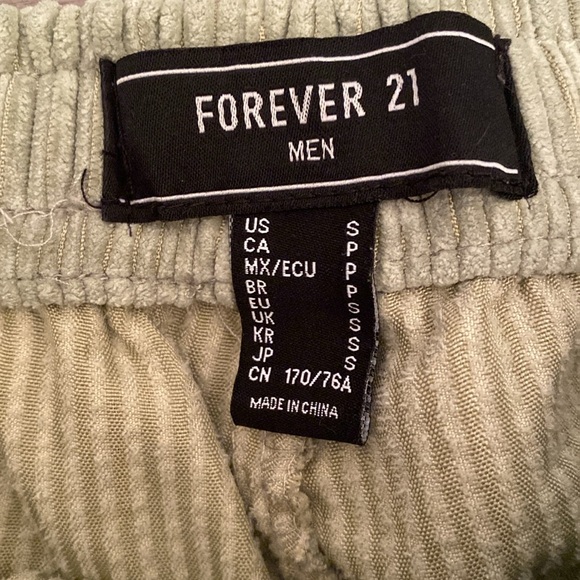 FOREVER 21
MEN
US S
CA P
MX/ECU P
BR P
EU S
UK S
KR S
JP S
CN 170/76A
MADE IN CHINA